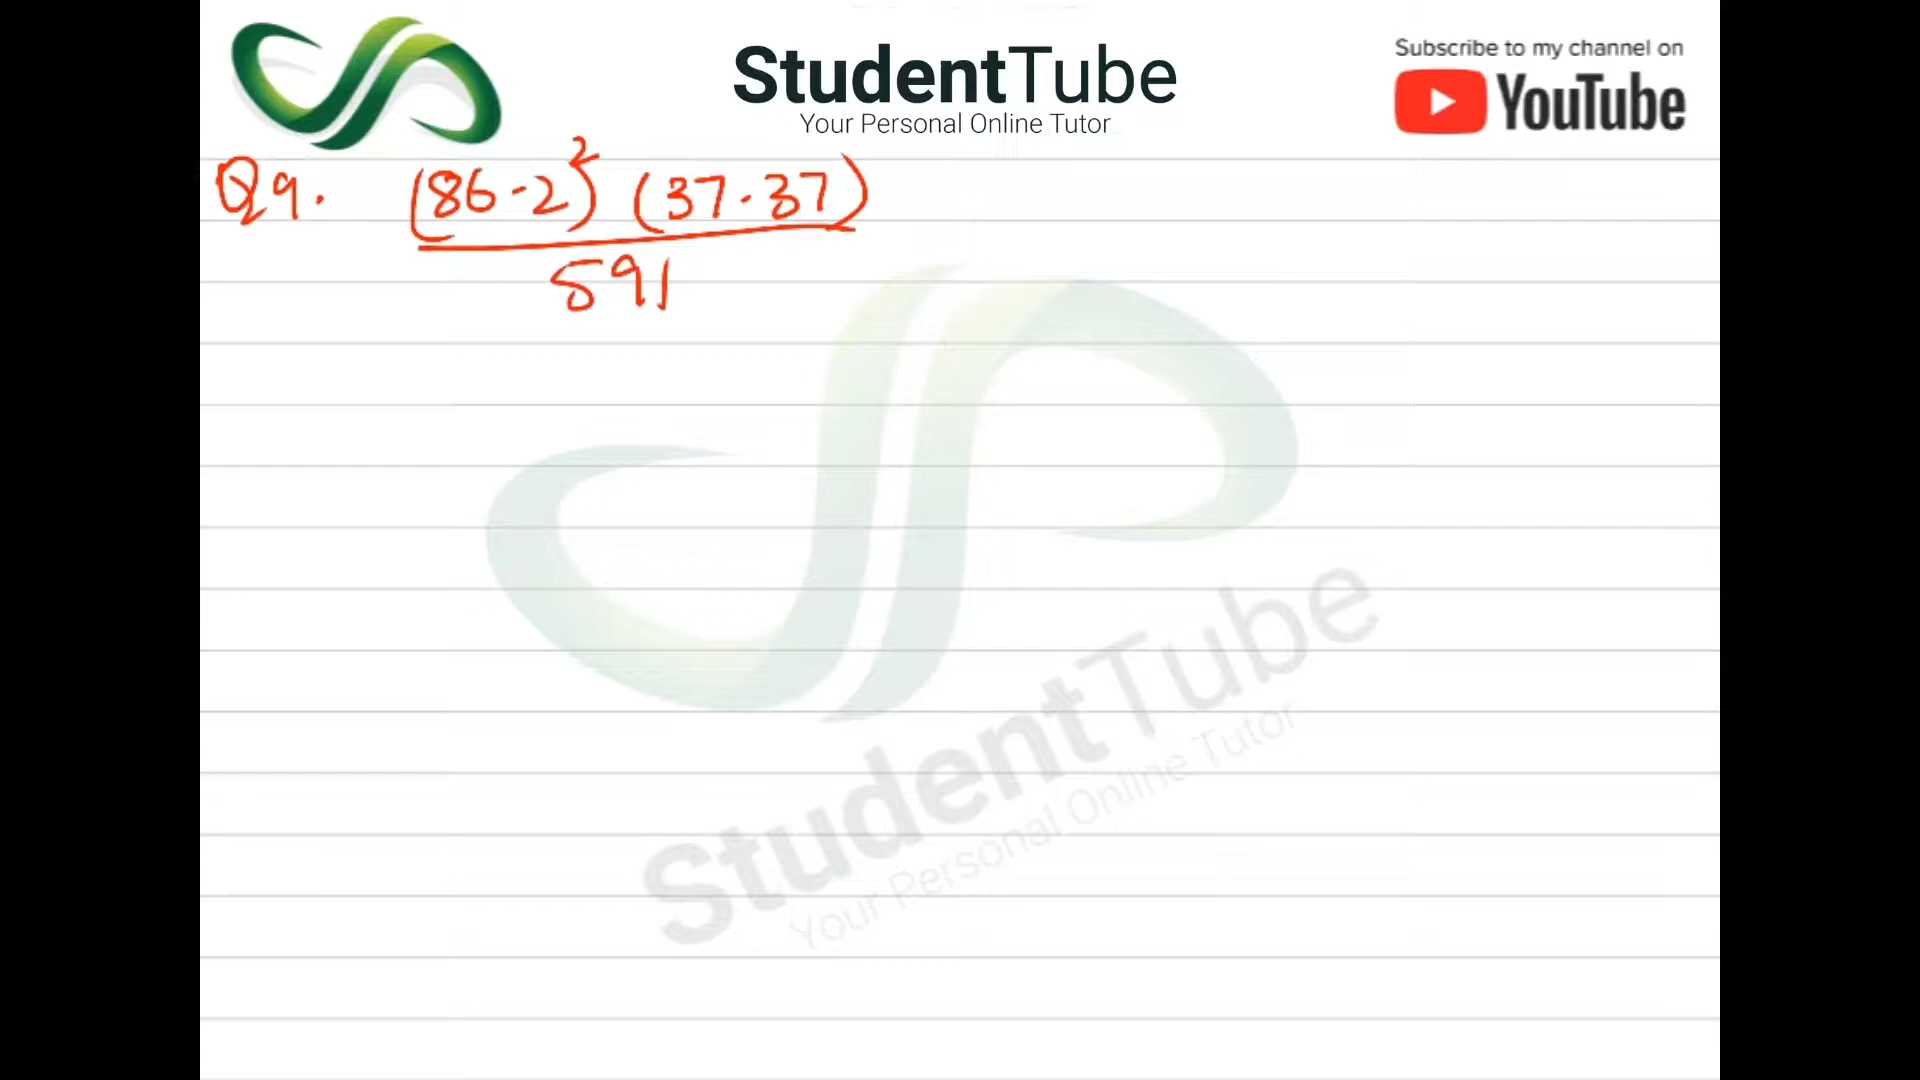 Subscribe to my channel on
StudentTube
YouTube
Your Personal Online Tutor
Q9. (86.2)² (37.37)
591
StudentTube
Your Personal Online Tutor